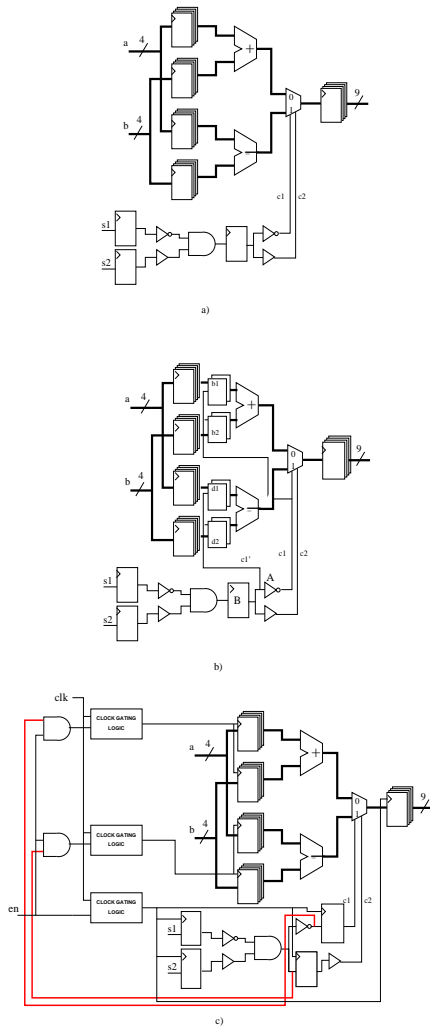 a
4
b
4
+
-
0
1
9
c1 c2
s1
s2
a)
a
4
b
4
b1
b2
d1
d2
+
-
0
1
9
c1 c2
c1'
s1
s2
B
A
b)
clk
CLOCK GATING
LOGIC
a
4
b
4
+
-
0
1
9
CLOCK GATING
LOGIC
en
CLOCK GATING
LOGIC
c1 c2
s1
s2
c)